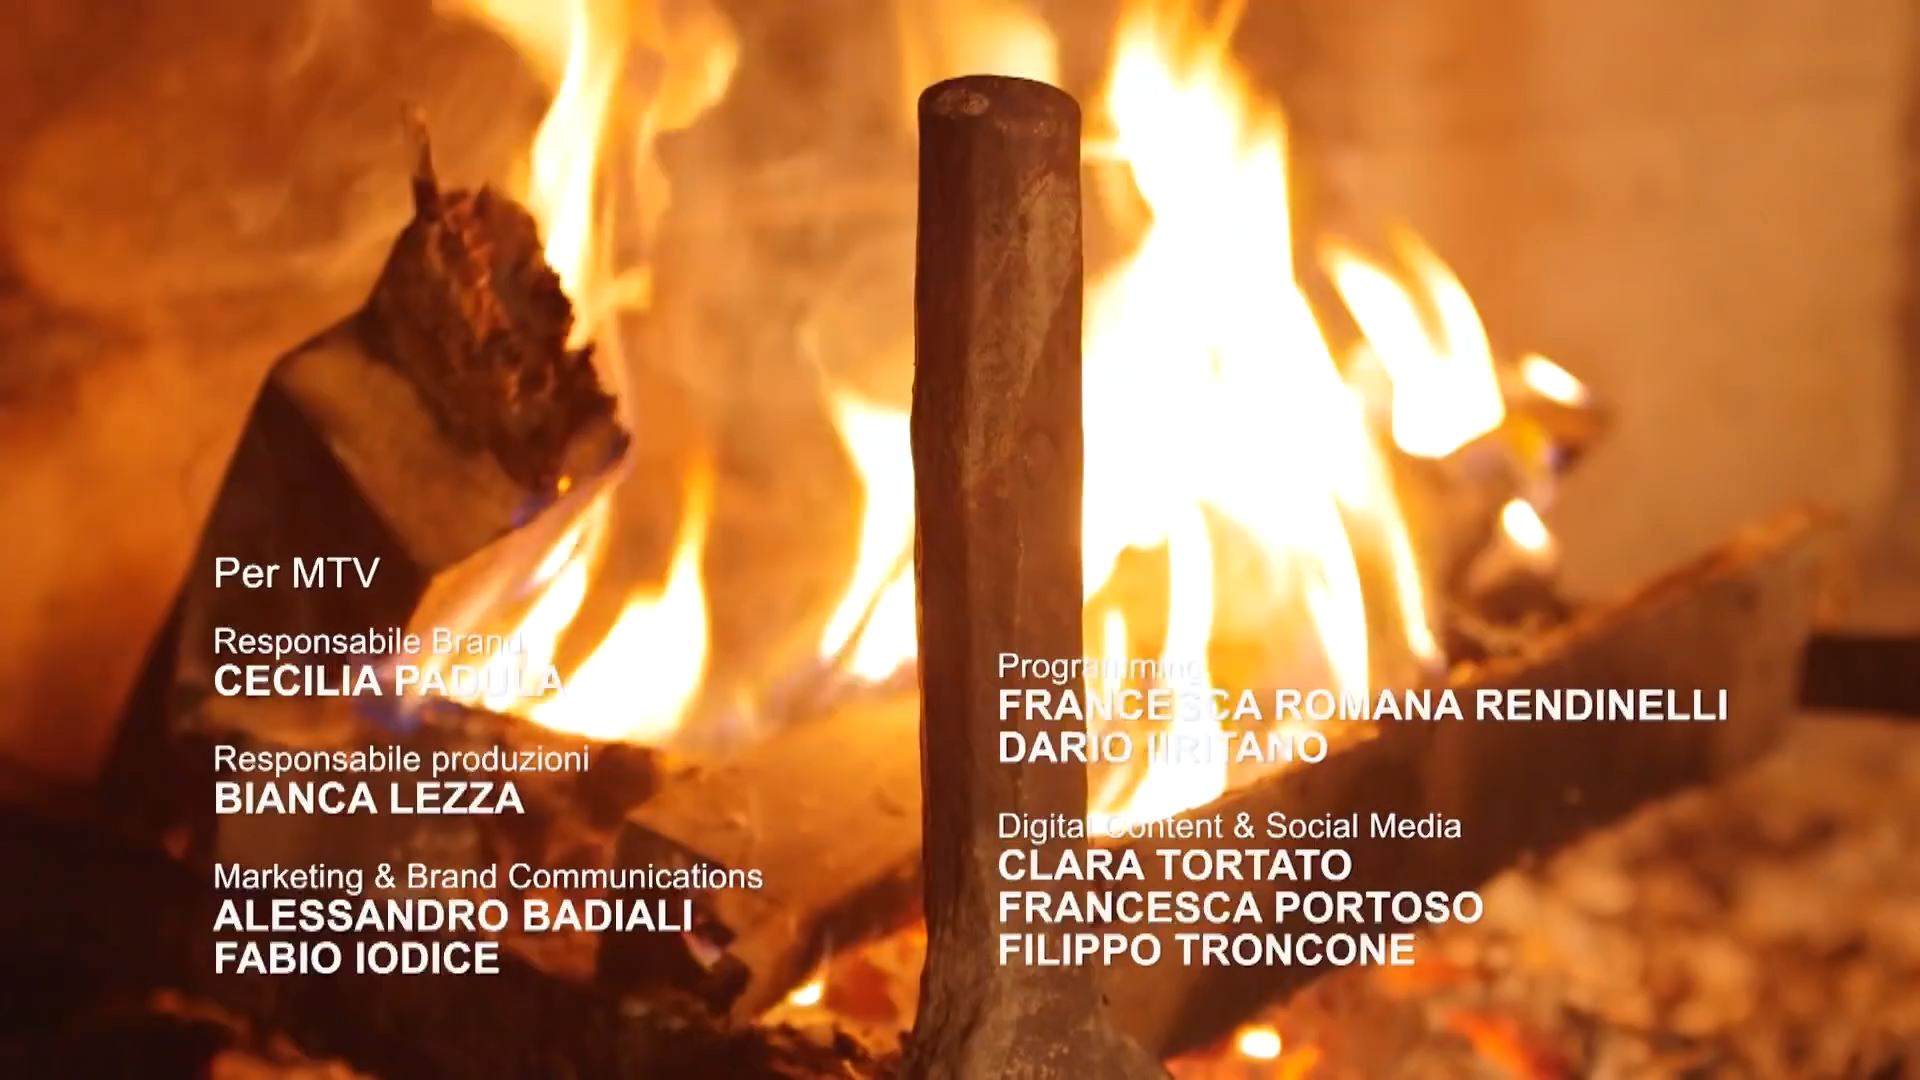 Per MTV
Responsabile Brand
CECILIA PADULA
Responsabile produzioni
BIANCA LEZZA
Marketing & Brand Communications
ALESSANDRO BADIALI
FABIO IODICE
Programming
FRANCESCA ROMANA RENDINELLI
DARIO IIRITANO
Digital Content & Social Media
CLARA TORTATO
FRANCESCA PORTOSO
FILIPPO TRONCONE